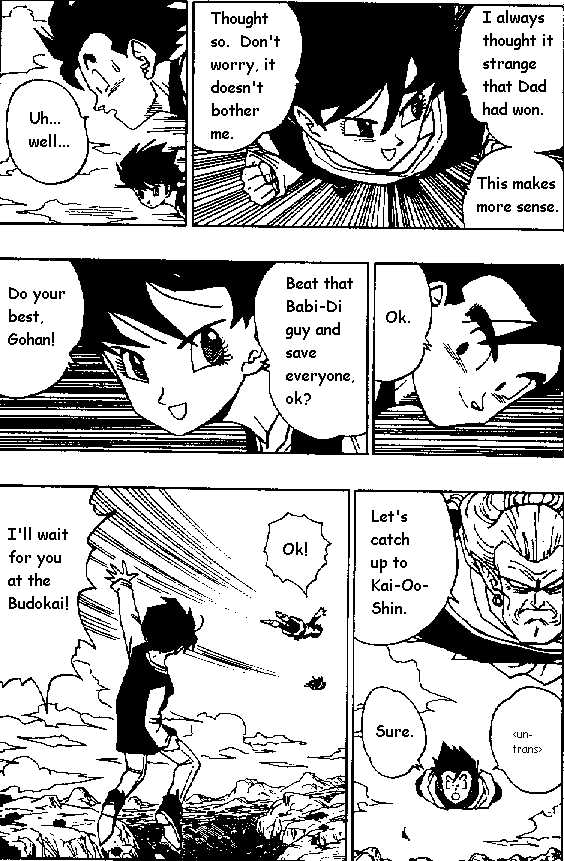 Uh...
well...
Thought
so. Don't
worry, it
doesn't
bother
me.
I always
thought it
strange
that Dad
had won.
This makes
more sense.
Do your
best,
Gohan!
Beat that
Babi-Di
guy and
save
everyone,
ok?
Ok.
I'll wait
for you
at the
Budokai!
Ok!
Let's
catch
up to
Kai-Oo-
Shin.
Sure.
<un-
trans>